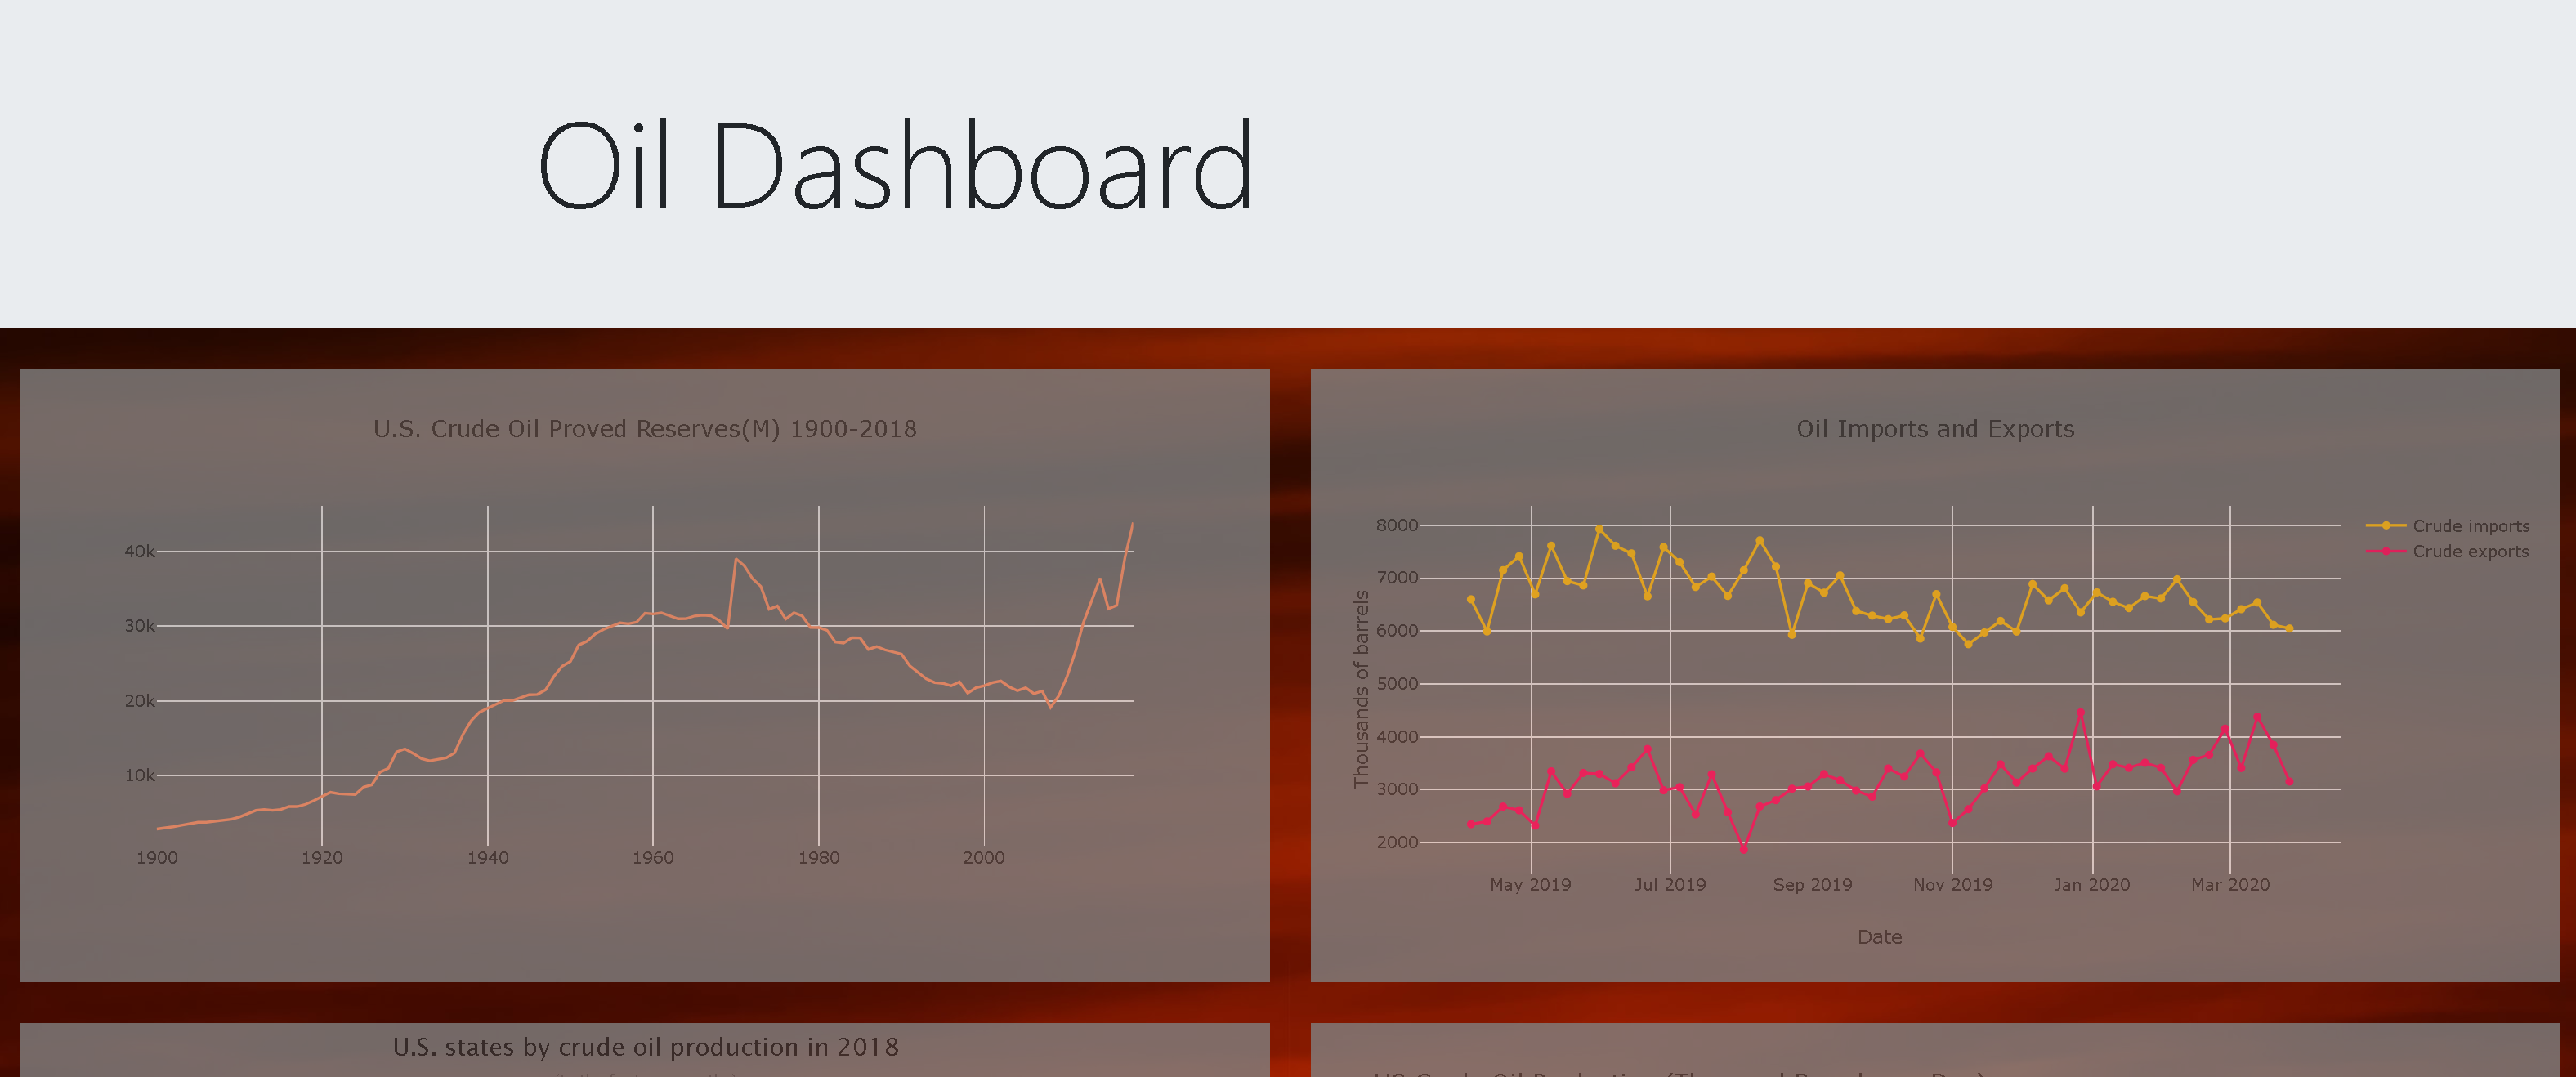 Oil Dashboard
U.S. Crude Oil Proved Reserves(M) 1900-2018
40k
30k
20k
10k
1900 1920 1940 1960 1980 2000
Oil Imports and Exports
8000
7000
6000
5000
4000
3000
2000
Thousands of barrels
May 2019 Jul 2019 Sep 2019 Nov 2019 Jan 2020 Mar 2020
Date
Crude imports
Crude exports
U.S. states by crude oil production in 2018